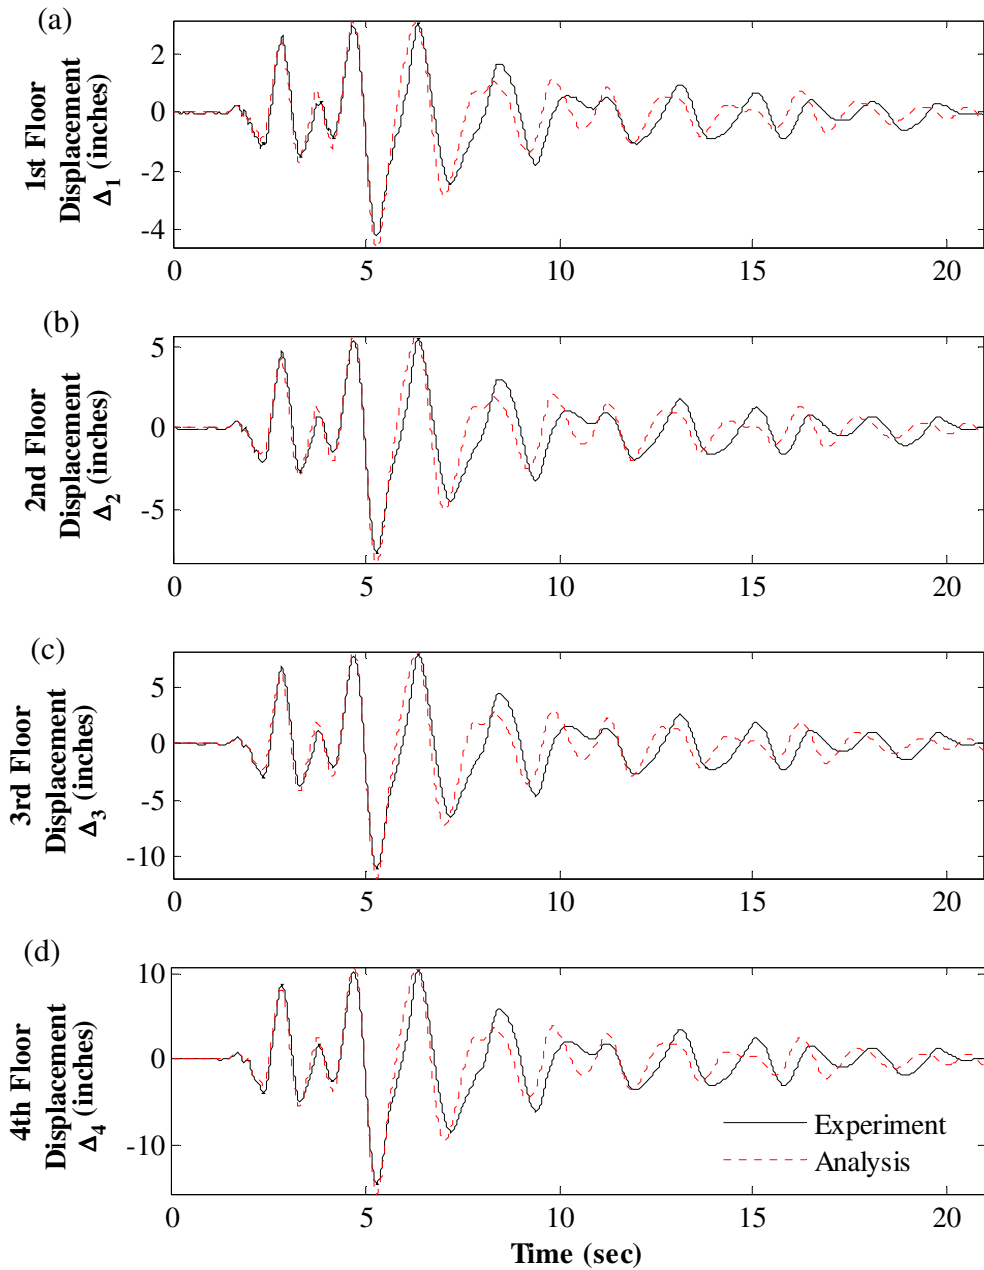 (a)
1st Floor
Displacement
Δ1 (inches)
2
0
-2
-4
0 5 10 15 20
(b)
2nd Floor
Displacement
Δ2 (inches)
5
0
-5
0 5 10 15 20
(c)
3rd Floor
Displacement
Δ3 (inches)
5
0
-5
-10
0 5 10 15 20
(d)
4th Floor
Displacement
Δ4 (inches)
10
0
-10
Experiment
Analysis
0 5 10 15 20
Time (sec)